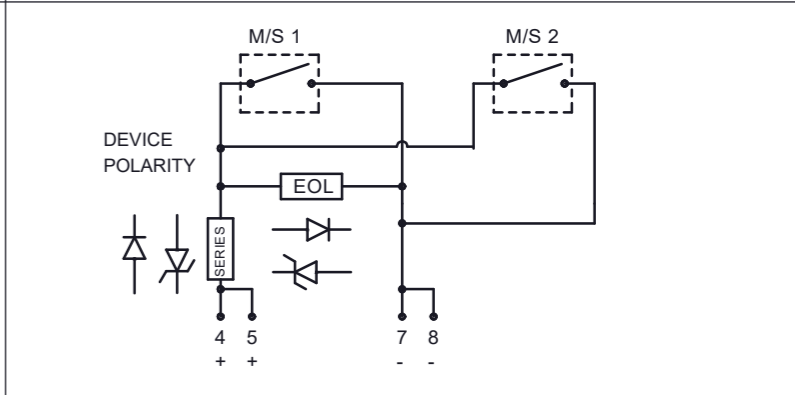 M/S 1
M/S 2
DEVICE
POLARITY
EOL
SERIES
4 5 7 8
+ + - -